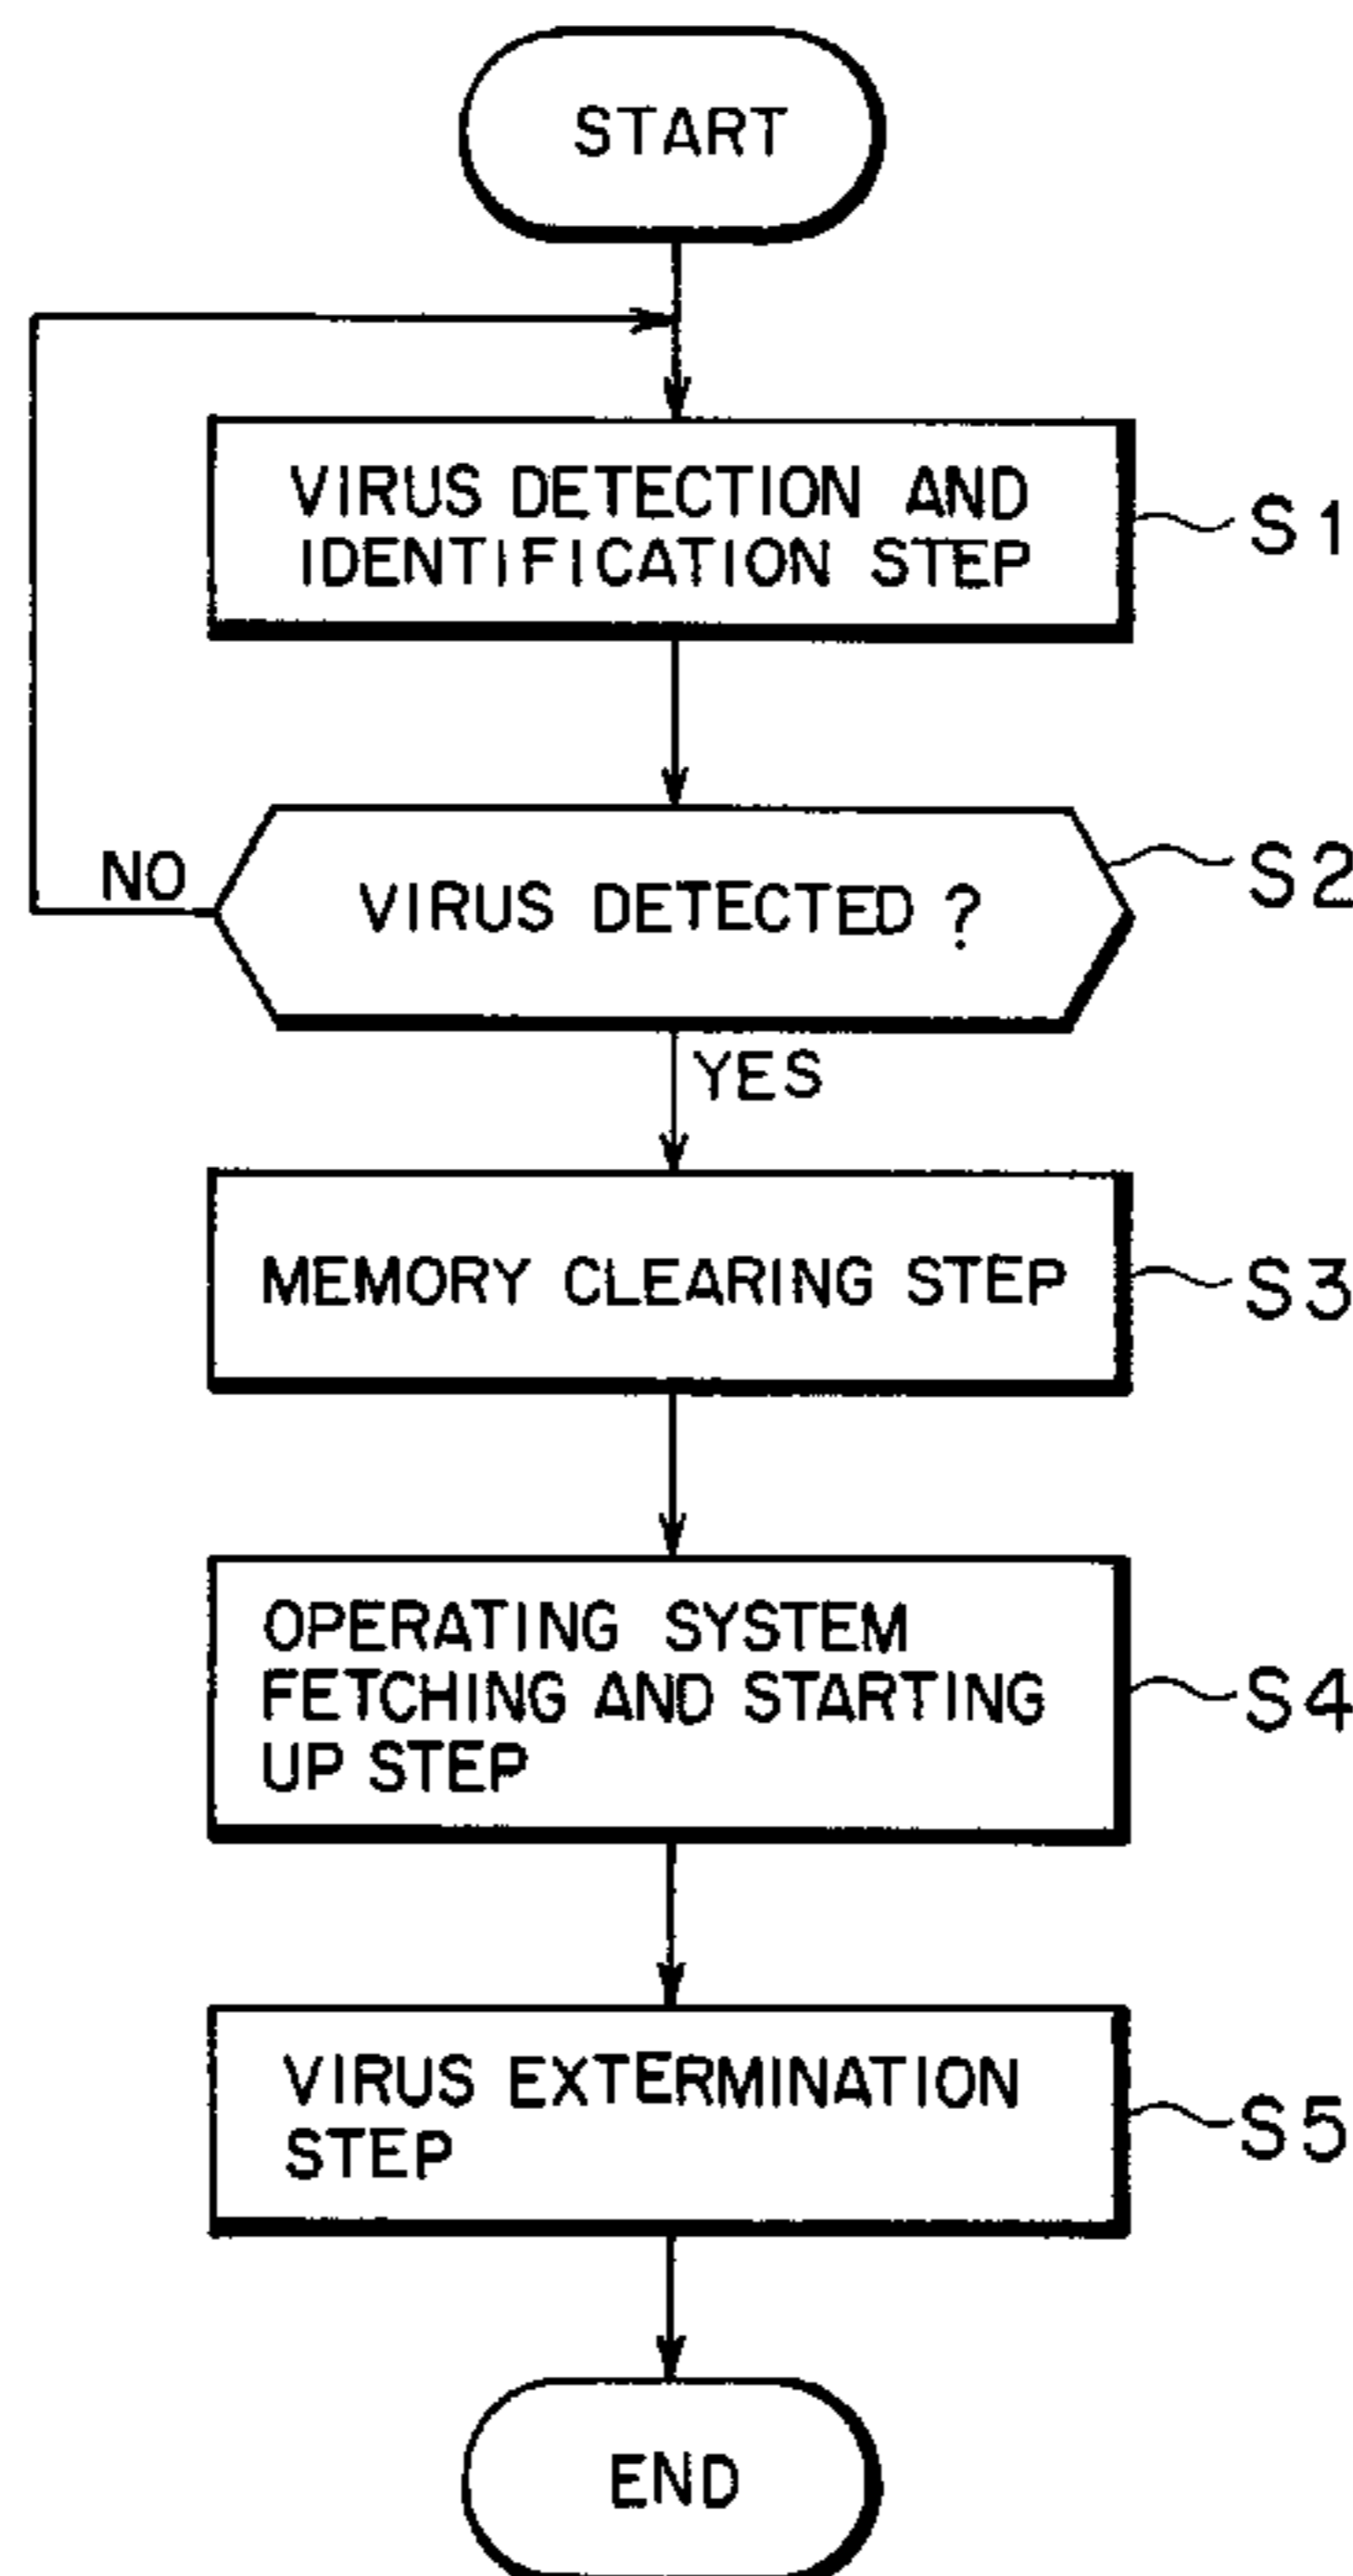 START
VIRUS DETECTION AND
IDENTIFICATION STEP
S1
VIRUS DETECTED ?
S2
NO
YES
MEMORY CLEARING STEP
S3
OPERATING SYSTEM
FETCHING AND STARTING
UP STEP
S4
VIRUS EXTERMINATION
STEP
S5
END